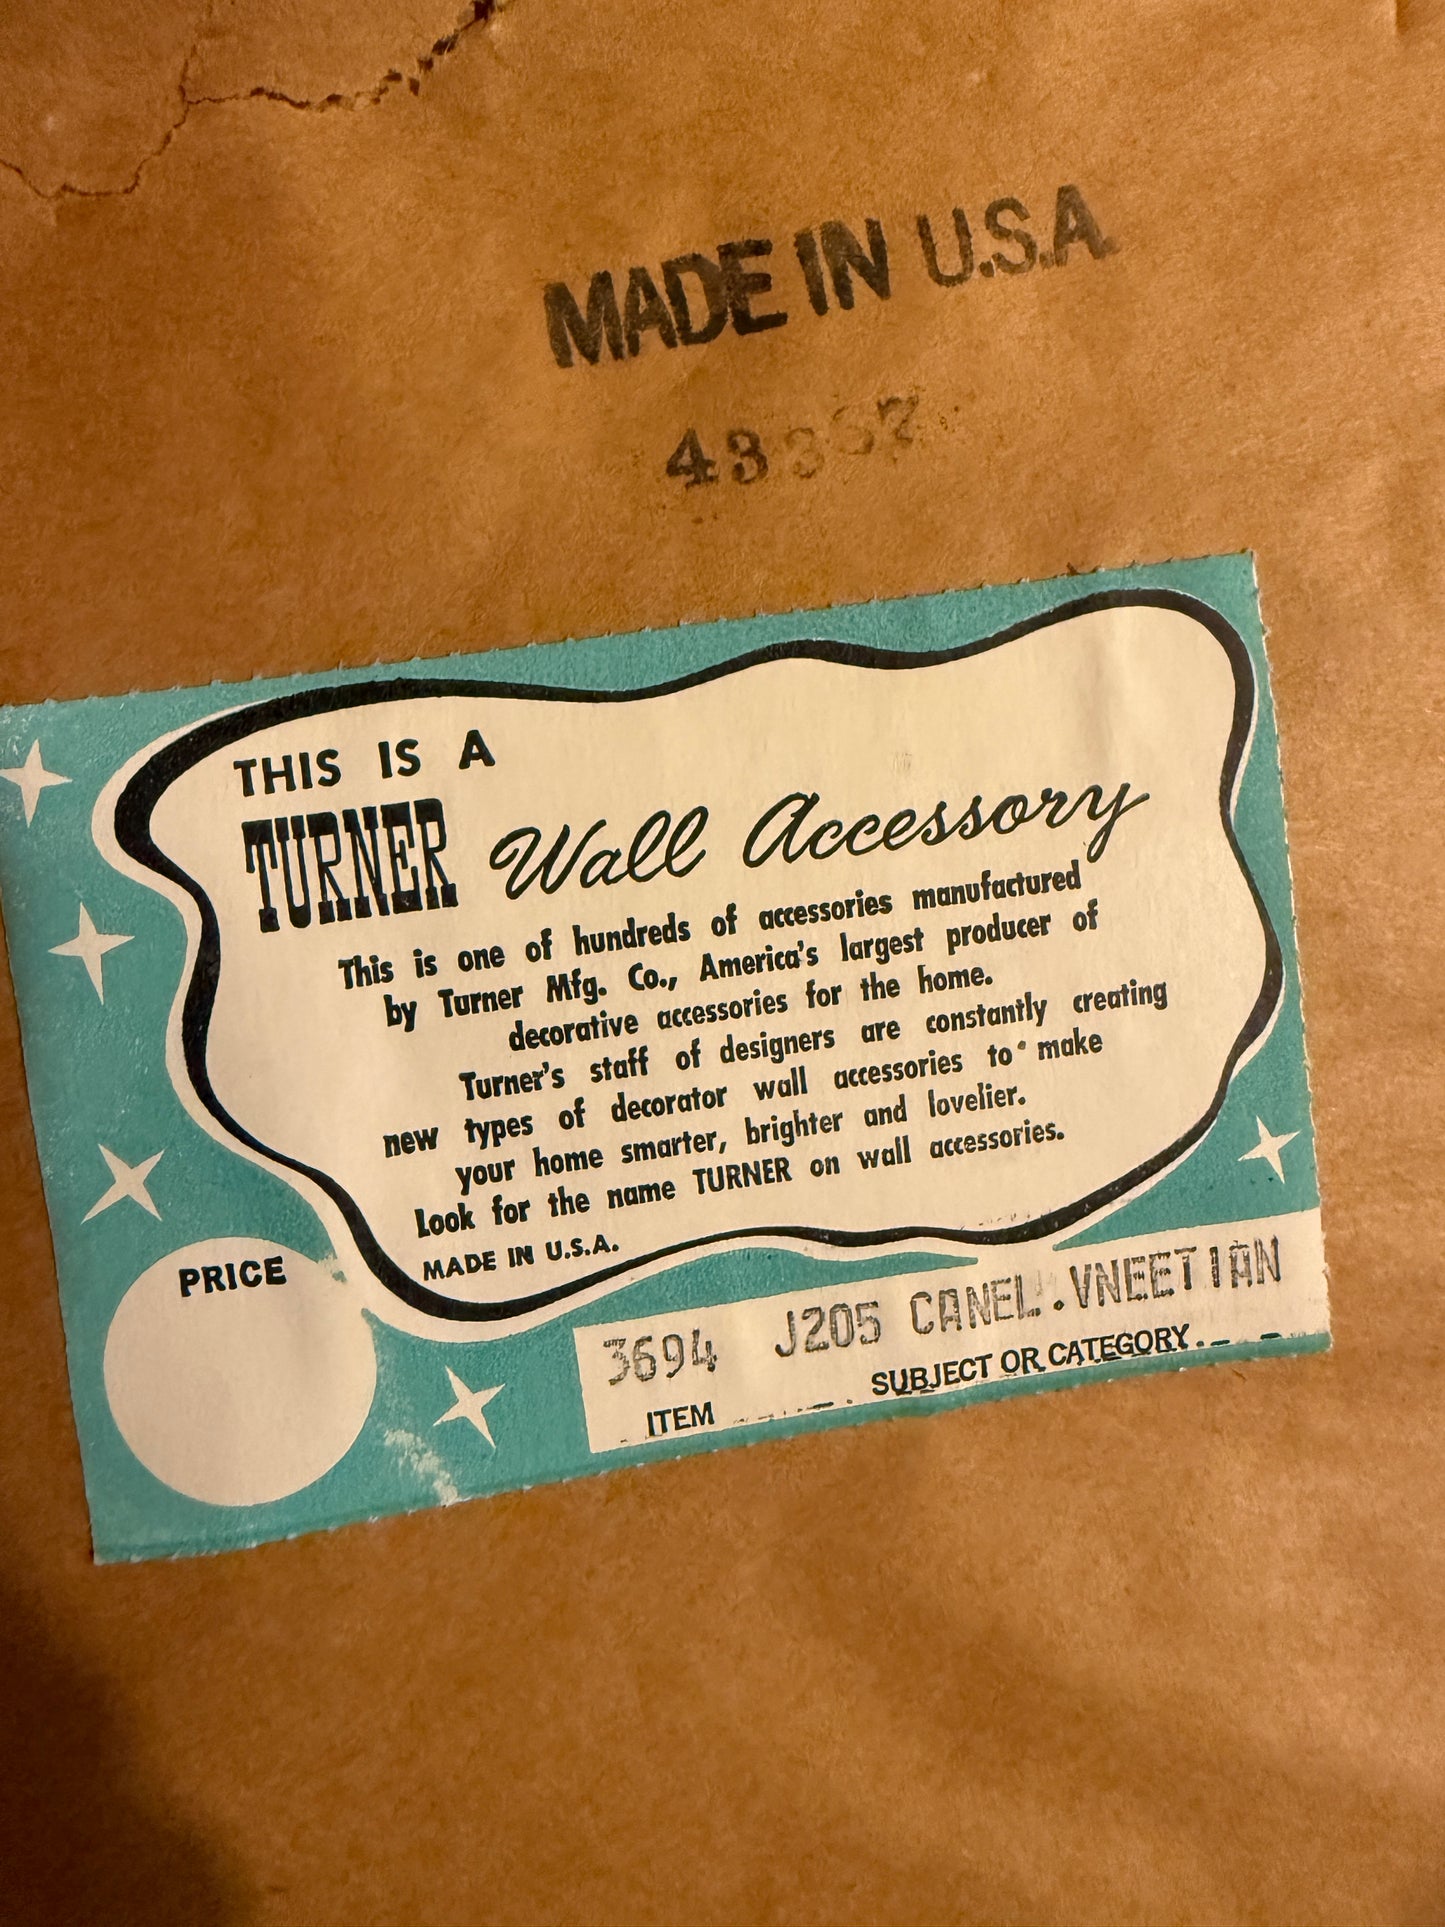 MADE IN U.S.A.
43337
THIS IS A
TURNER Wall Accessory
This is one of hundreds of accessories manufactured
by Turner Mfg. Co., America's largest producer of
decorative accessories for the home.
Turner's staff of designers are constantly creating
new types of decorator wall accessories to make
your home smarter, brighter and lovelier.
Look for the name TURNER on wall accessories.
MADE IN U.S.A.
PRICE
3694 J205 CANEL.VNEETIAN
ITEM SUBJECT OR CATEGORY